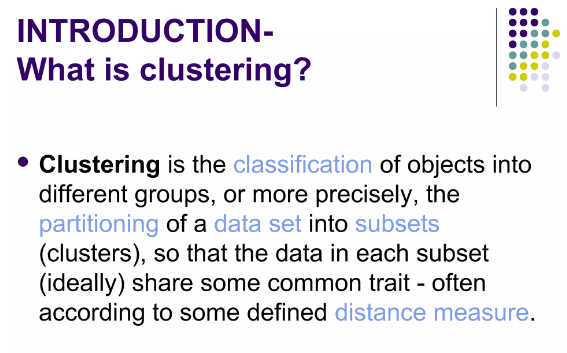 INTRODUCTION-
What is clustering?
Clustering is the classification of objects into
different groups, or more precisely, the
partitioning of a data set into subsets
(clusters), so that the data in each subset
(ideally) share some common trait - often
according to some defined distance measure.